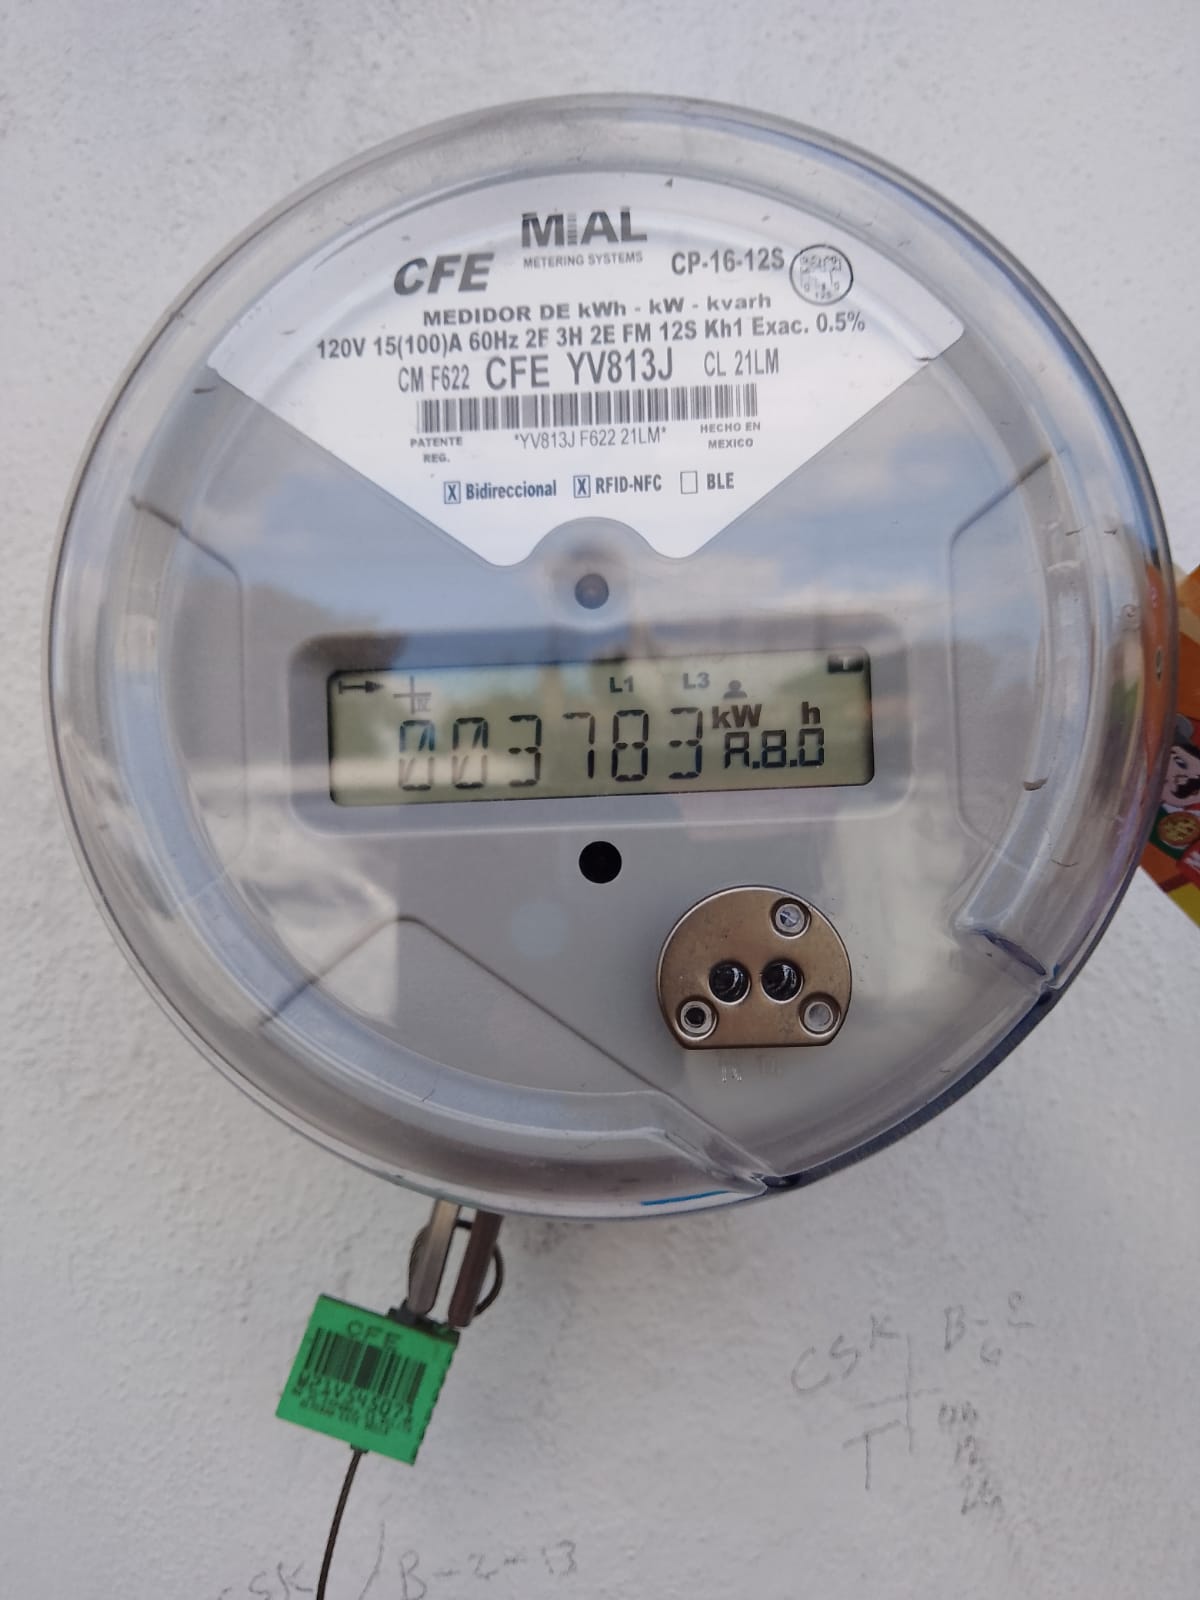 MIAL
METERING SYSTEMS
CFE
CP-16-12S
MEDIDOR DE kWh - kW - kvarh
120V 15(100)A 60Hz 2F 3H 2E FM 12S Kh1 Exac. 0.5%
CM F622 CFE YV813J CL 21LM
PATENTE REG.
*YV813J F622 21LM*
HECHO EN MEXICO
X Bidireccional X RFID-NFC BLE
L1 L3
003783 kW h
A.8.0
CFE
CSK B-
T
CSK / B-2-13